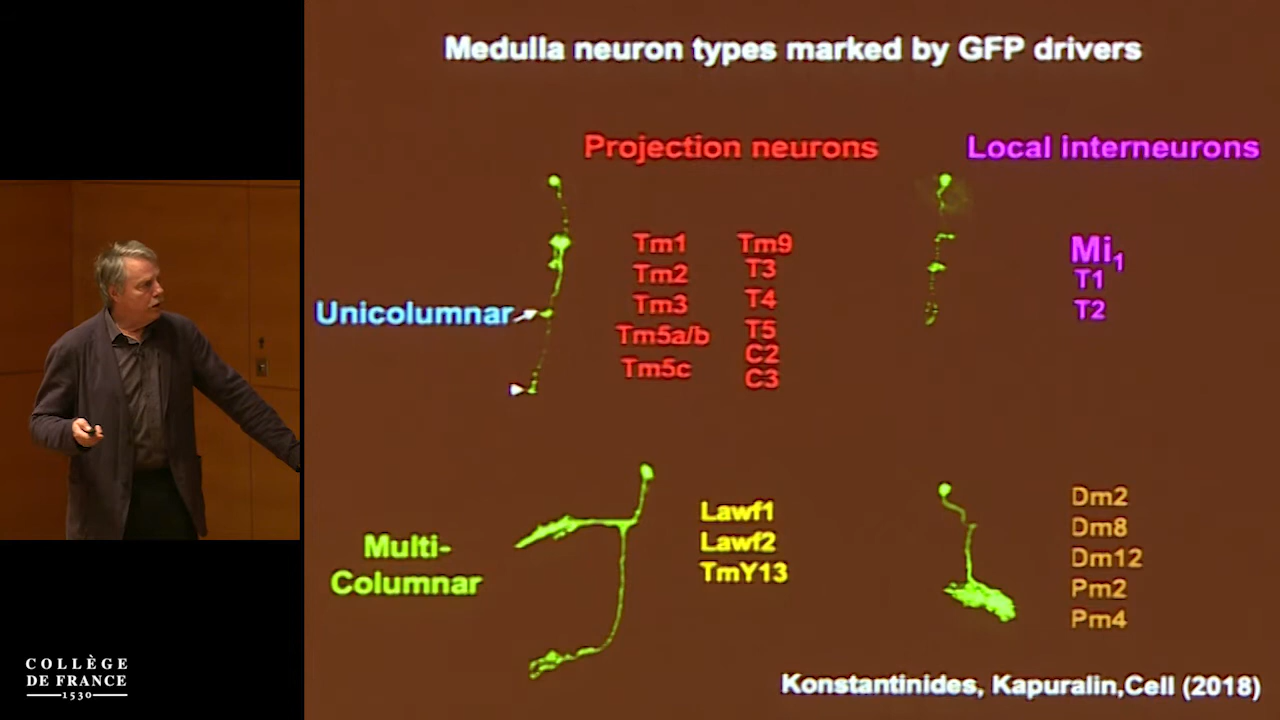 Medulla neuron types marked by GFP drivers
Projection neurons
Local interneurons
Unicolumnar
Tm1
Tm2
Tm3
Tm5a/b
Tm5c
Tm9
T3
T4
T5
C2
C3
Mi1
T1
T2
Multi-
Columnar
Lawf1
Lawf2
TmY13
Dm2
Dm8
Dm12
Pm2
Pm4
Konstantinides, Kapuralin,Cell (2018)
COLLÈGE
DE FRANCE
1530